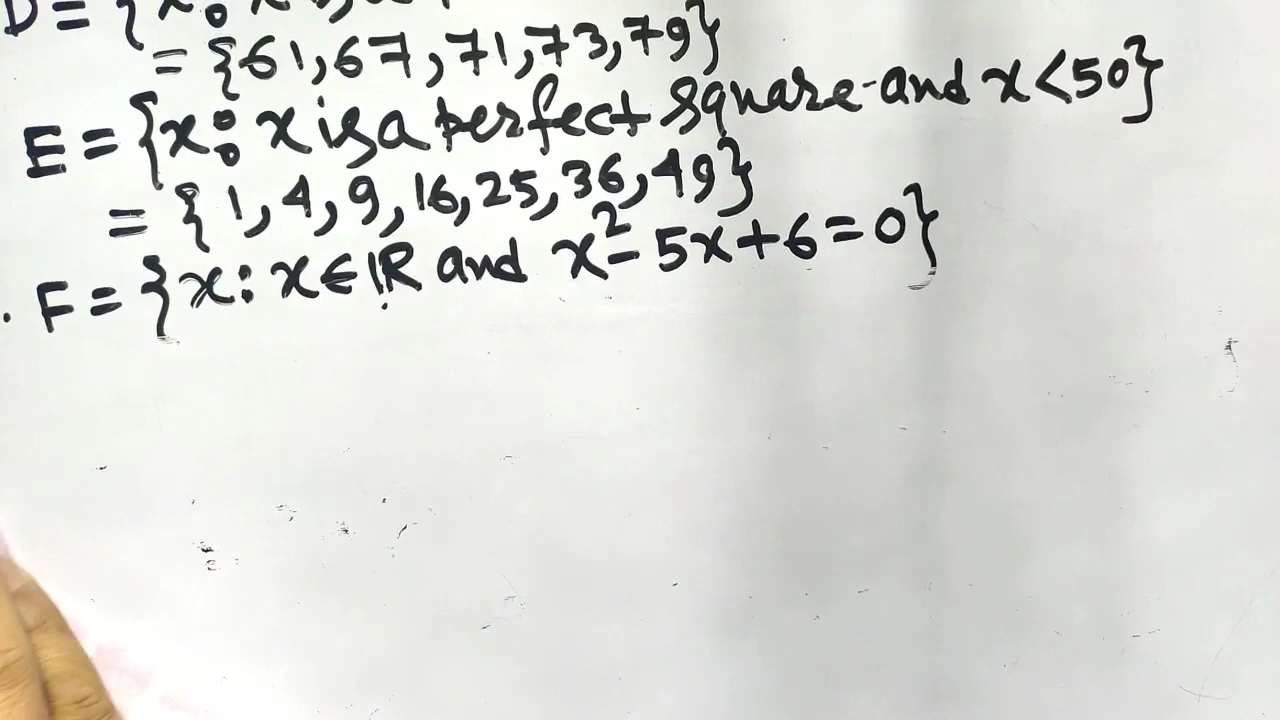 D = {x
= {61, 67, 71, 73, 79}
E = {x: x is a perfect square and x < 50}
= {1, 4, 9, 16, 25, 36, 49}
. F = {x: x ∈ ℝ and x² - 5x + 6 = 0}